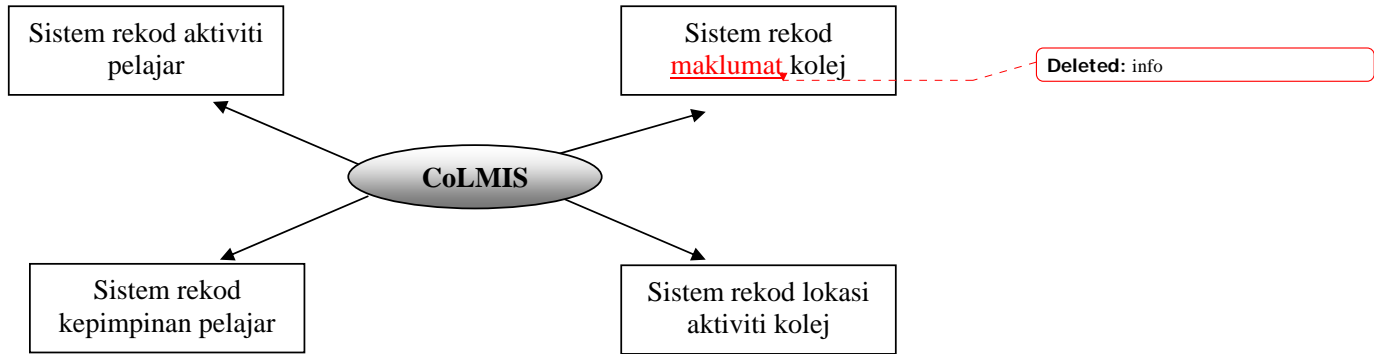 Sistem rekod aktiviti
pelajar
Sistem rekod
maklumat kolej
Deleted: info
CoLMIS
Sistem rekod
kepimpinan pelajar
Sistem rekod lokasi
aktiviti kolej